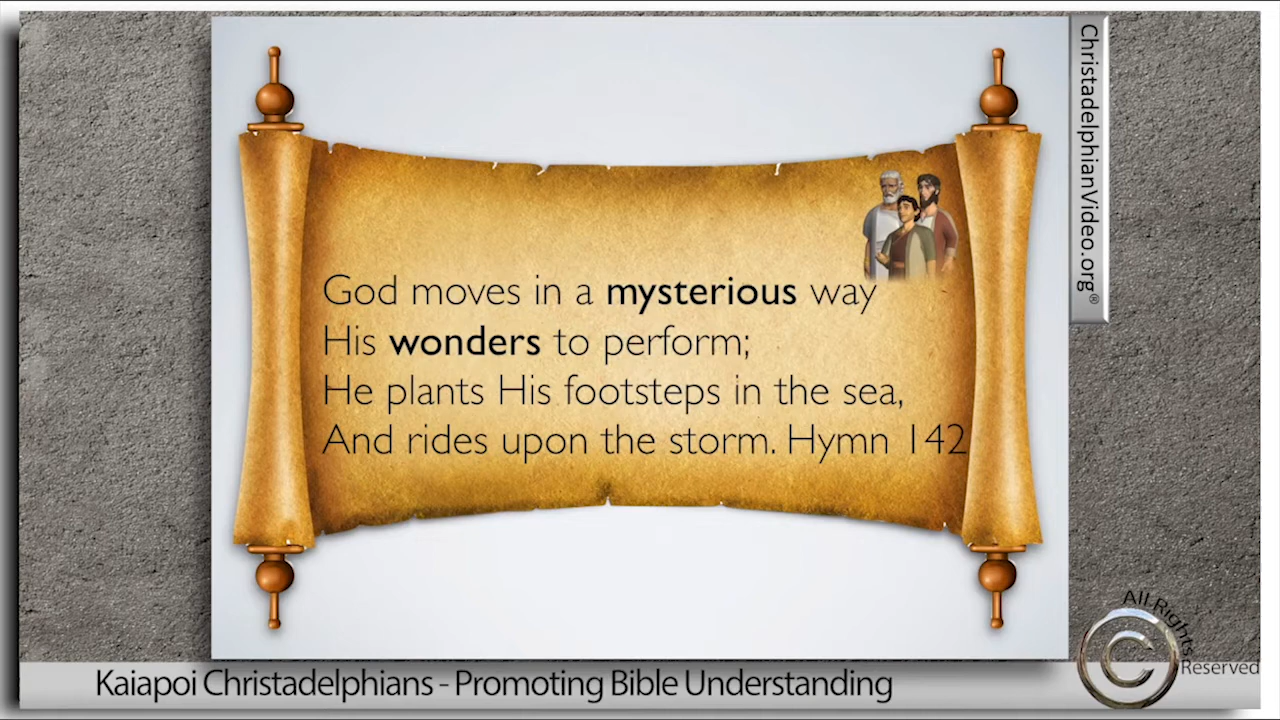 God moves in a mysterious way
His wonders to perform;
He plants His footsteps in the sea,
And rides upon the storm. Hymn 142
ChristadelphianVideo.org®
All Rights
Reserved
Kaiapoi Christadelphians - Promoting Bible Understanding